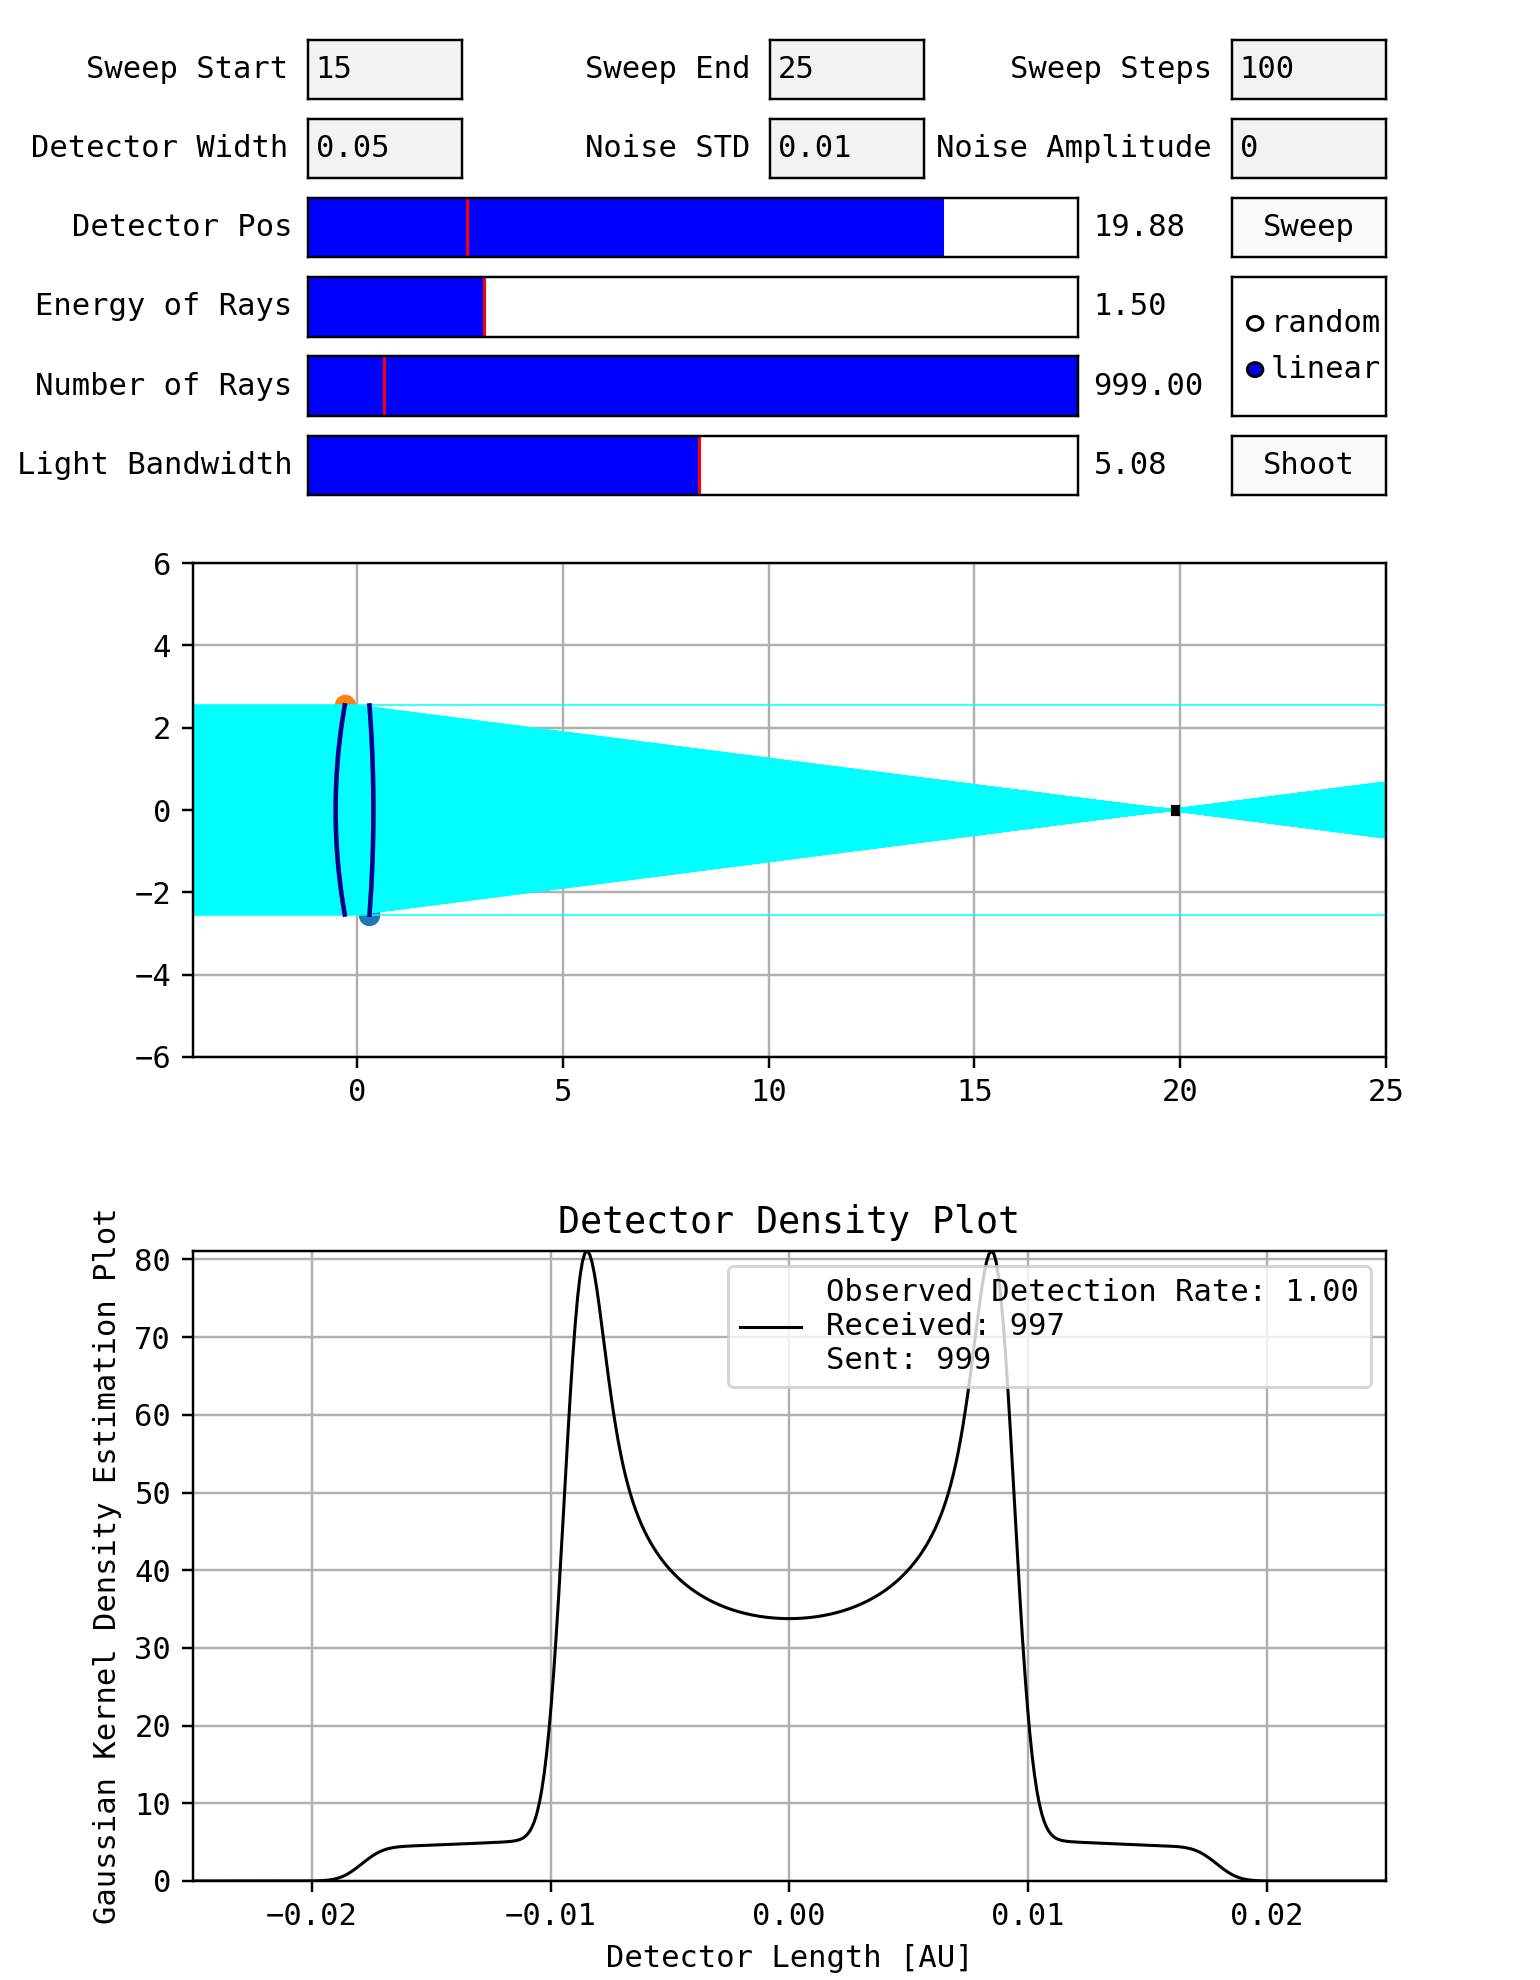 Sweep Start 15 Sweep End 25 Sweep Steps 100
Detector Width 0.05 Noise STD 0.01 Noise Amplitude 0
Detector Pos 19.88 Sweep
Energy of Rays 1.50
random
linear
Number of Rays 999.00
Light Bandwidth 5.08 Shoot
6
4
2
0
−2
−4
−6
0 5 10 15 20 25
Detector Density Plot
Gaussian Kernel Density Estimation Plot
80
70
60
50
40
30
20
10
0
Observed Detection Rate: 1.00
Received: 997
Sent: 999
−0.02 −0.01 0.00 0.01 0.02
Detector Length [AU]